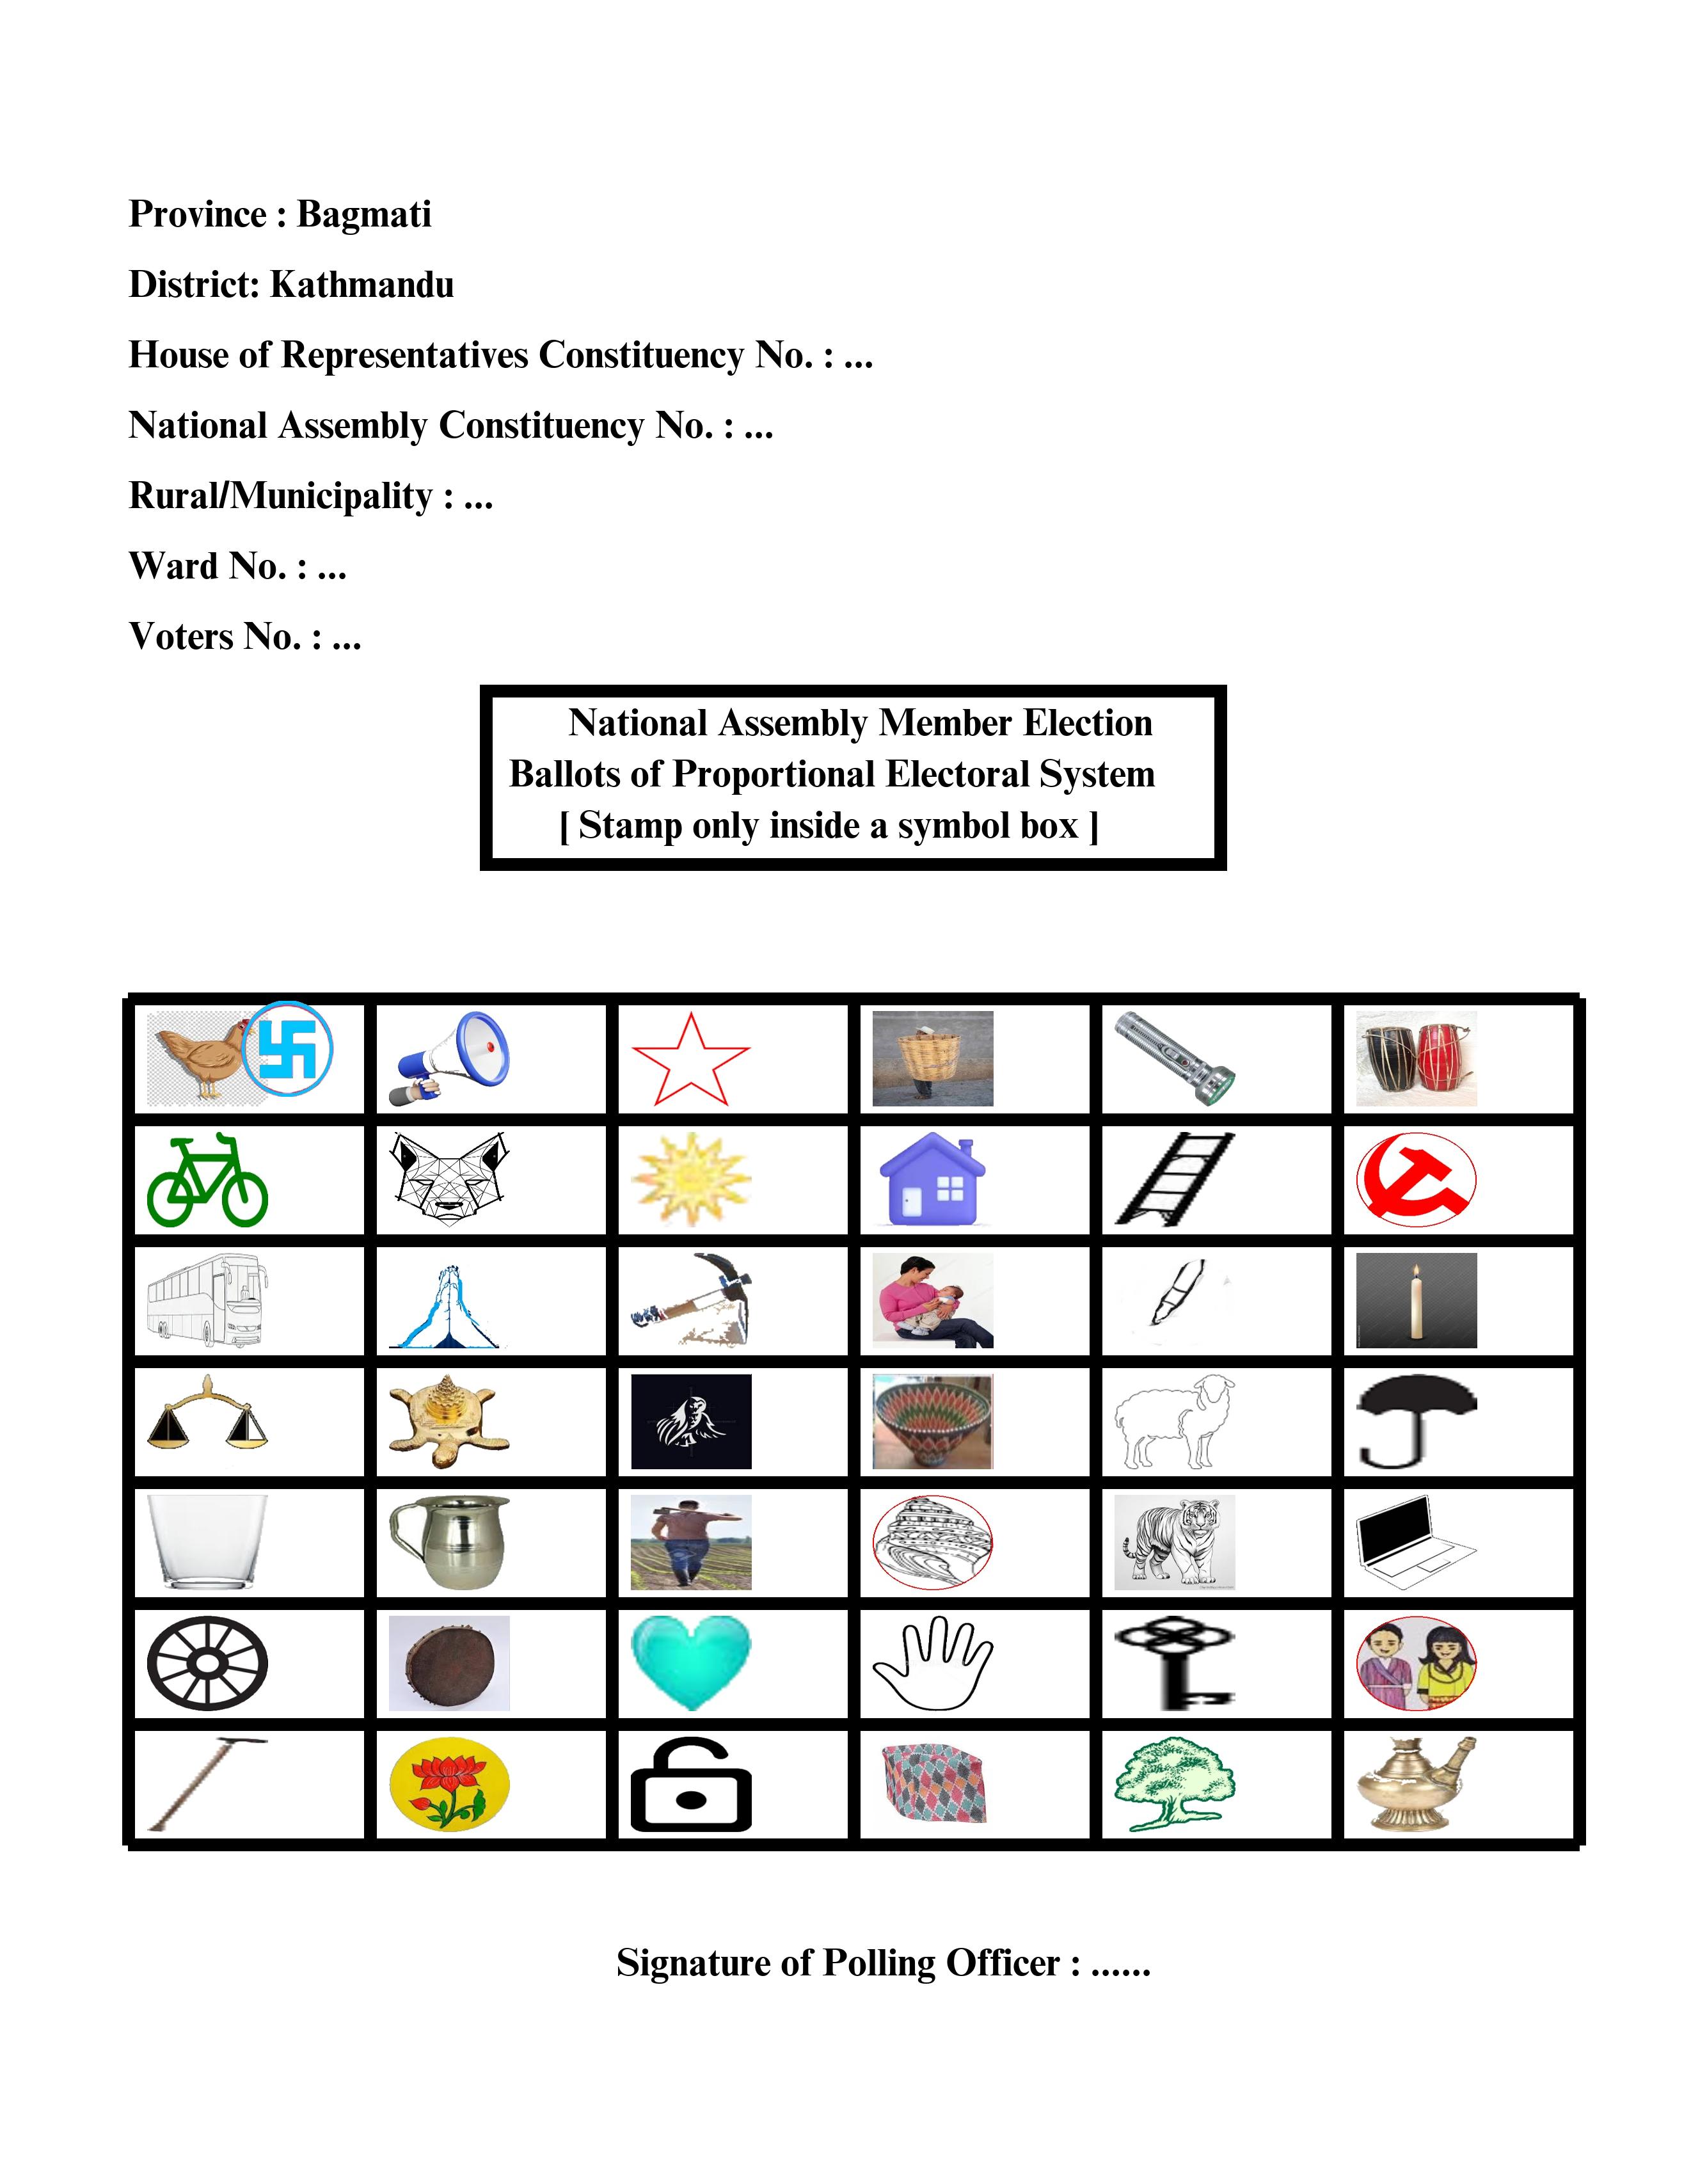 Province : Bagmati
District: Kathmandu
House of Representatives Constituency No. : ...
National Assembly Constituency No. : ...
Rural/Municipality : ...
Ward No. : ...
Voters No. : ...
National Assembly Member Election
Ballots of Proportional Electoral System
[ Stamp only inside a symbol box ]
Signature of Polling Officer : ......